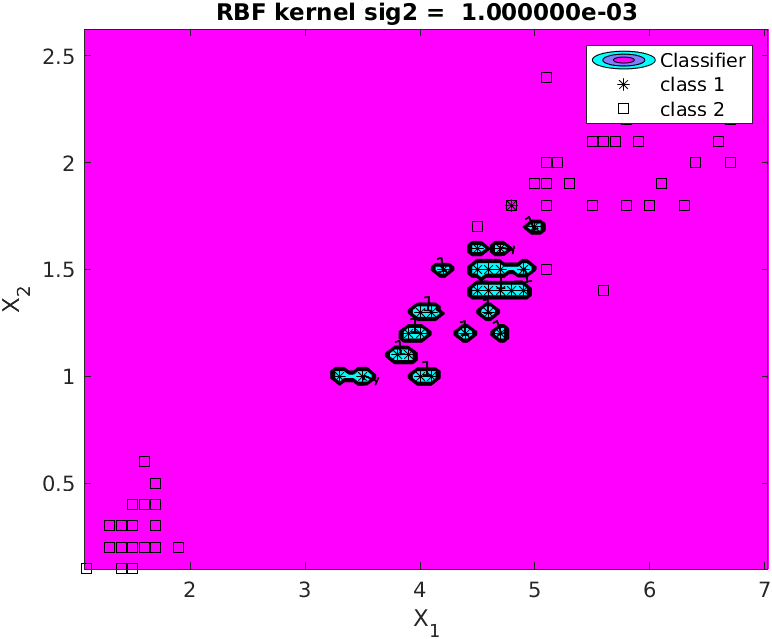 RBF kernel sig2 =  1.000000e-03
Classifier
class 1
class 2
2.5
2
1.5
1
0.5
X2
2
3
4
5
6
7
X1